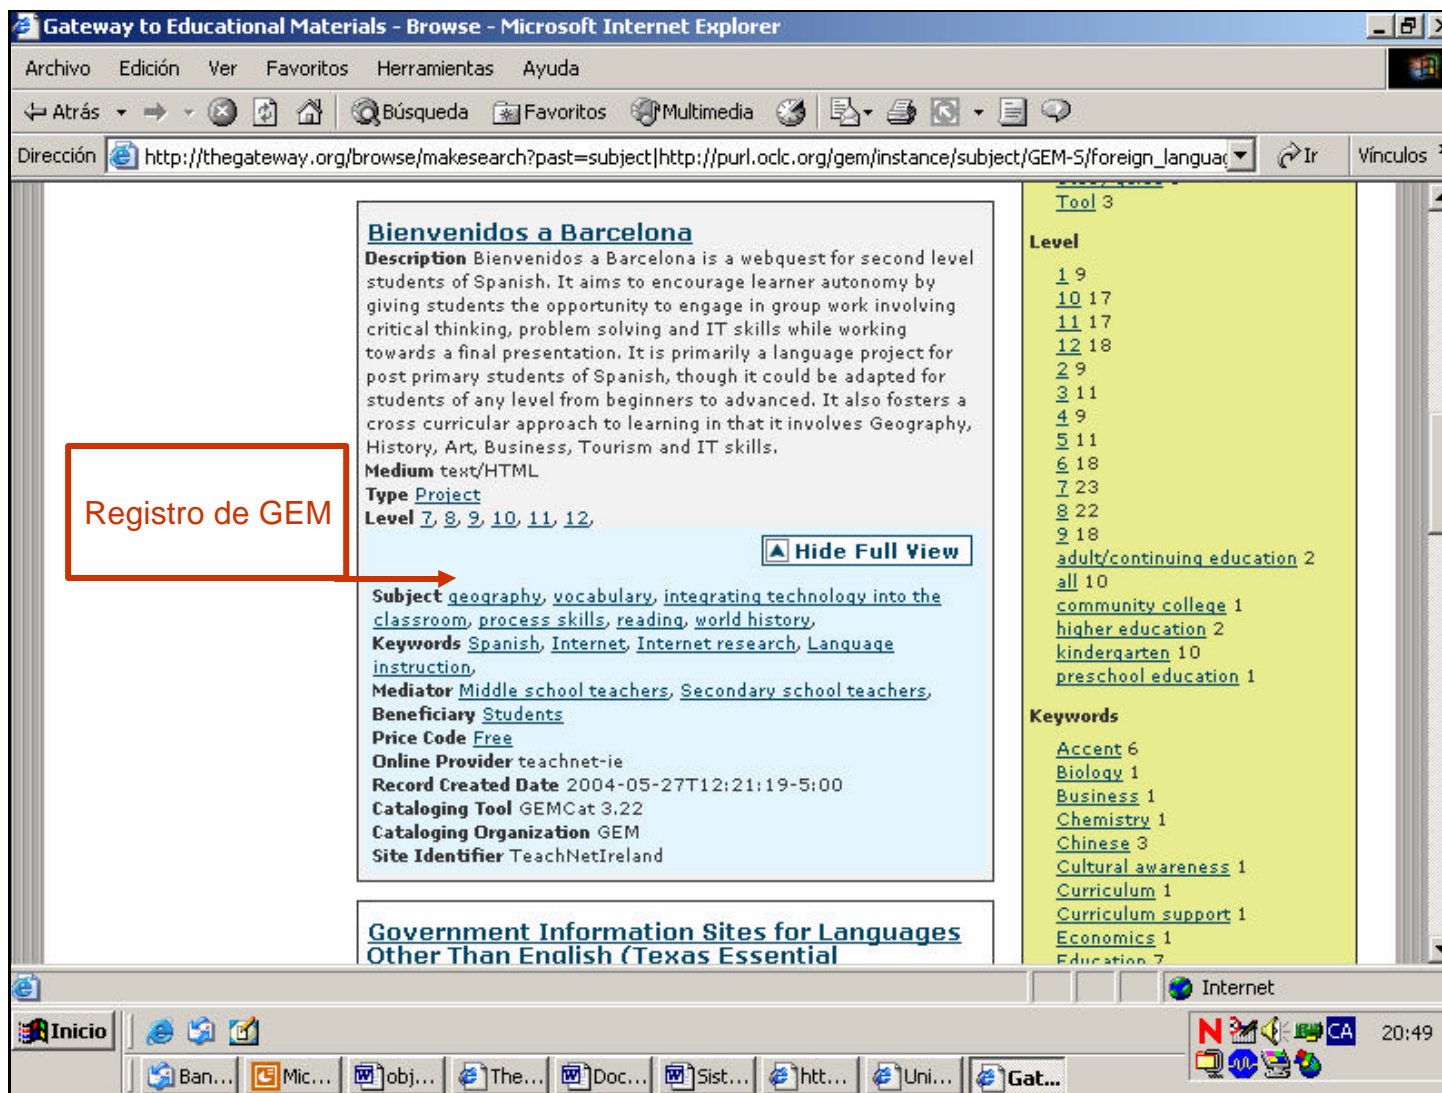 Gateway to Educational Materials - Browse - Microsoft Internet Explorer
Archivo Edición Ver Favoritos Herramientas Ayuda
Atrás Búsqueda Favoritos Multimedia
Dirección http://thegateway.org/browse/makesearch?past=subject|http://purl.oclc.org/gem/instance/subject/GEM-S/foreign_languag Ir Vínculos
Bienvenidos a Barcelona
Description Bienvenidos a Barcelona is a webquest for second level
students of Spanish. It aims to encourage learner autonomy by
giving students the opportunity to engage in group work involving
critical thinking, problem solving and IT skills while working
towards a final presentation. It is primarily a language project for
post primary students of Spanish, though it could be adapted for
students of any level from beginners to advanced. It also fosters a
cross curricular approach to learning in that it involves Geography,
History, Art, Business, Tourism and IT skills.
Medium text/HTML
Type Project
Level 7, 8, 9, 10, 11, 12,
Registro de GEM
Hide Full View
Subject geography, vocabulary, integrating technology into the
classroom, process skills, reading, world history,
Keywords Spanish, Internet, Internet research, Language
instruction,
Mediator Middle school teachers, Secondary school teachers,
Beneficiary Students
Price Code Free
Online Provider teachnet-ie
Record Created Date 2004-05-27T12:21:19-5:00
Cataloging Tool GEMCat 3.22
Cataloging Organization GEM
Site Identifier TeachNetIreland
Government Information Sites for Languages
Other Than English (Texas Essential
Tool 3
Level
1 9
10 17
11 17
12 18
2 9
3 11
4 9
5 11
6 18
7 23
8 22
9 18
adult/continuing education 2
all 10
community college 1
higher education 2
kindergarten 10
preschool education 1
Keywords
Accent 6
Biology 1
Business 1
Chemistry 1
Chinese 3
Cultural awareness 1
Curriculum 1
Curriculum support 1
Economics 1
Education 7
Internet
Inicio
CA 20:49
Ban... Mic... obj... The... Doc... Sist... htt... Uni... Gat...